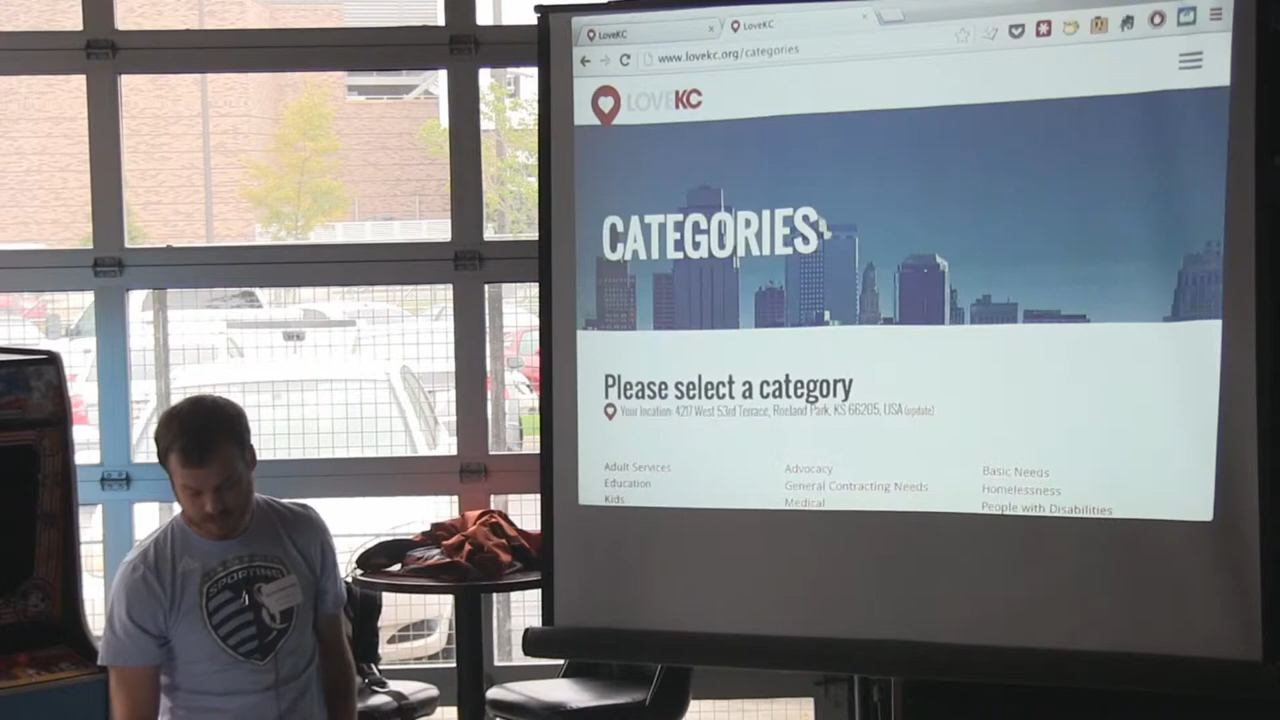 LoveKC
LoveKC
www.lovekc.org/categories
LOVEKC
CATEGORIES
Please select a category
Your location: 4217 West 53rd Terrace, Roeland Park, KS 66205, USA (update)
Adult Services
Advocacy
Basic Needs
Education
General Contracting Needs
Homelessness
Kids
Medical
People with Disabilities
SPORTING